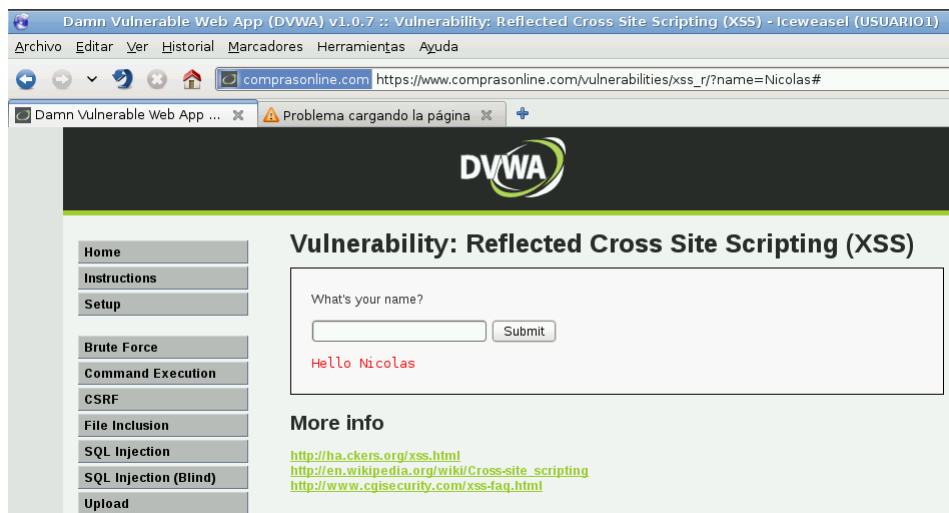 Damn Vulnerable Web App (DVWA) v1.0.7 :: Vulnerability: Reflected Cross Site Scripting (XSS) - Iceweasel (USUARIO1)
Archivo Editar Ver Historial Marcadores Herramientas Ayuda
comprasonline.com https://www.comprasonline.com/vulnerabilities/xss_r/?name=Nicolas#
Damn Vulnerable Web App ... Problema cargando la página
DVWA
Home
Instructions
Setup
Brute Force
Command Execution
CSRF
File Inclusion
SQL Injection
SQL Injection (Blind)
Upload
Vulnerability: Reflected Cross Site Scripting (XSS)
What's your name?
Submit
Hello Nicolas
More info
http://ha.ckers.org/xss.html
http://en.wikipedia.org/wiki/Cross-site_scripting
http://www.cgisecurity.com/xss-faq.html